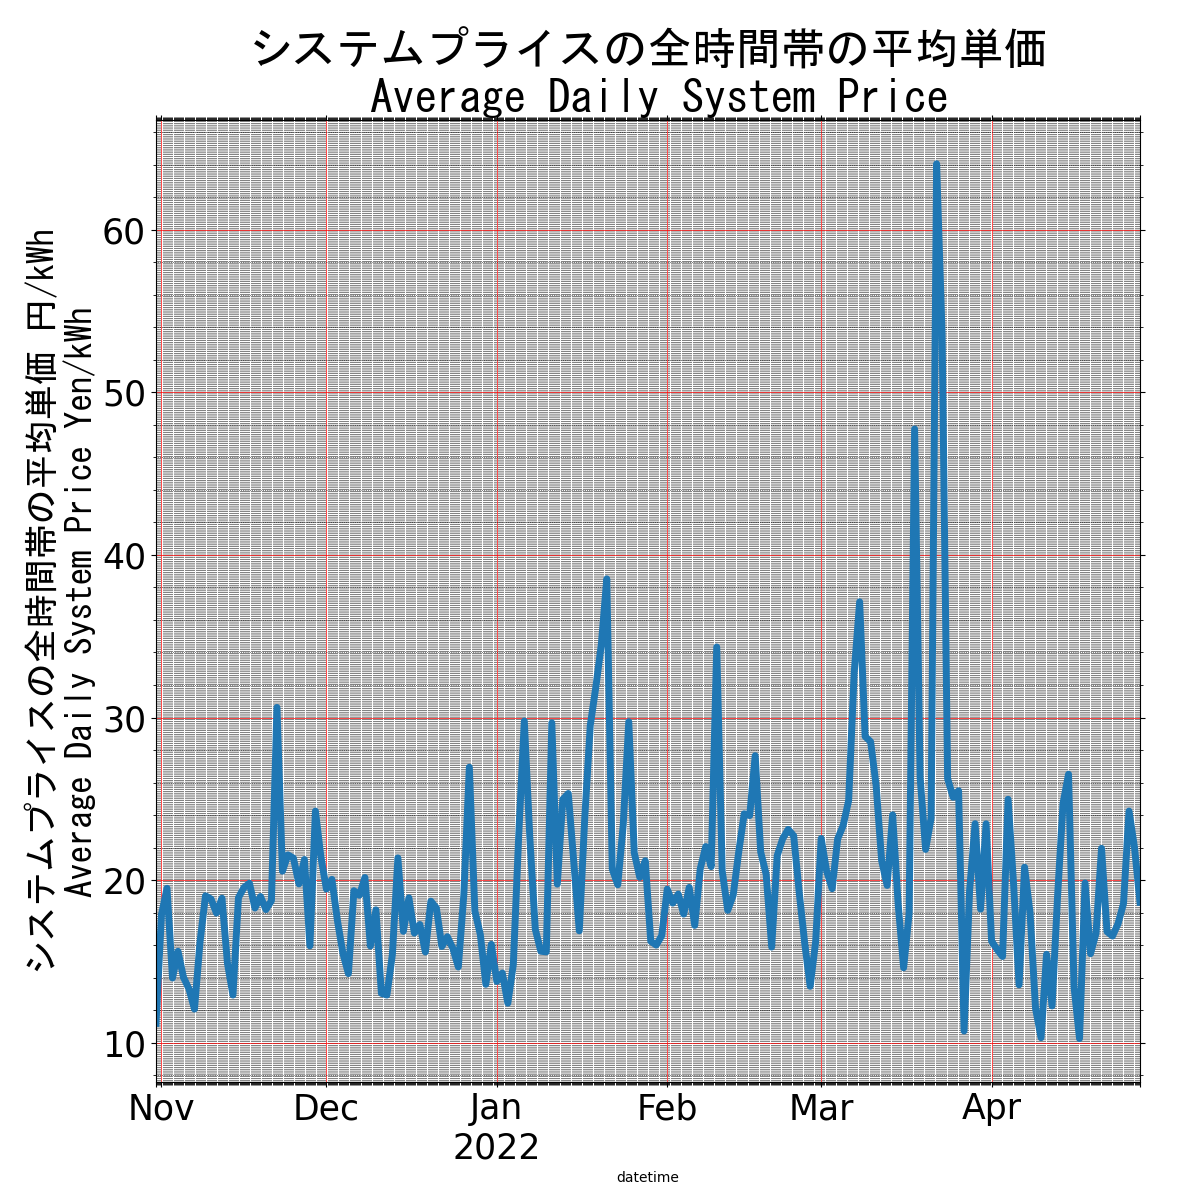 システムプライスの全時間帯の平均単価
Average Daily System Price
システムプライスの全時間帯の平均単価 円/kWh
Average Daily System Price Yen/kWh
60
50
40
30
20
10
Nov
Dec
Jan
2022
Feb
Mar
Apr
datetime